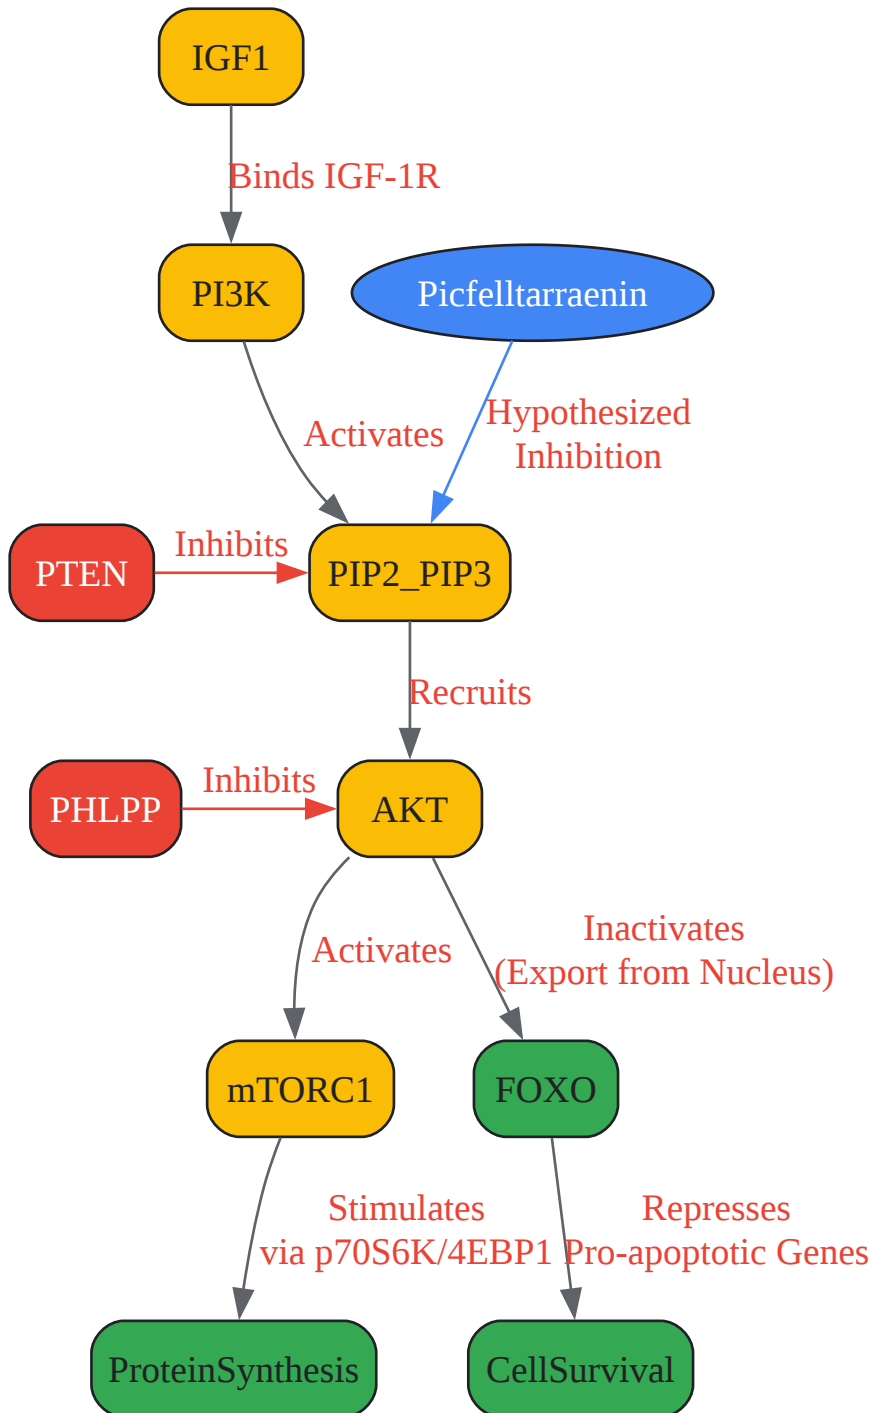 IGF1
Binds IGF-1R
PI3K
Picfelltarraenin
Activates
Hypothesized
Inhibition
PTEN
Inhibits
PIP2_PIP3
Recruits
PHLPP
Inhibits
AKT
Activates
Inactivates
(Export from Nucleus)
mTORC1
FOXO
Stimulates
via p70S6K/4EBP1
Represses
Pro-apoptotic Genes
ProteinSynthesis
CellSurvival